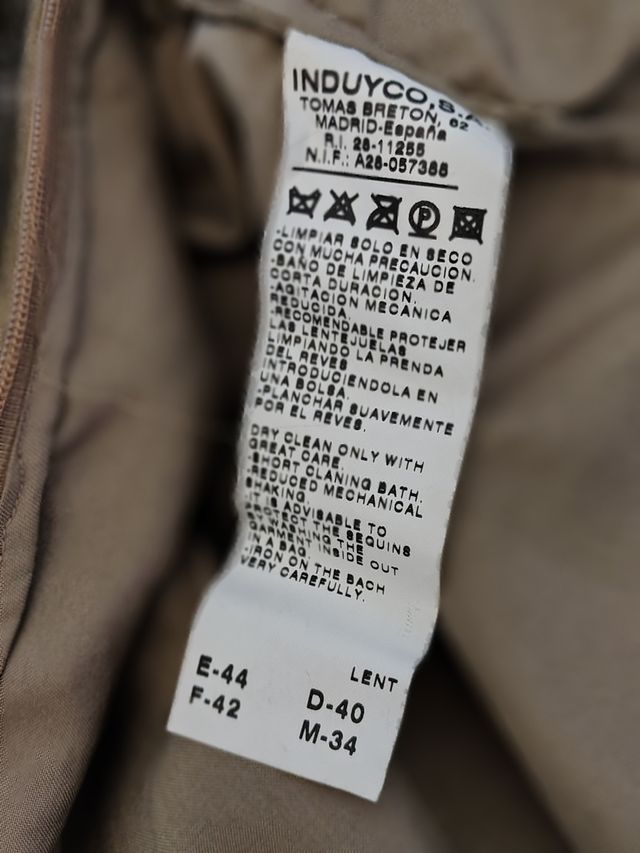 INDUYCO, S.A.
TOMAS BRETON, 62
MADRID-España
R.I. 28-11255
N.I.F.: A28-057385
P
-LIMPIAR SOLO EN SECO
CON MUCHA PRECAUCION.
-BAÑO DE LIMPIEZA DE
CORTA DURACION.
-AGITACION MECANICA
REDUCIDA.
-RECOMENDABLE PROTEJER
LAS LENTEJUELAS
LIMPIANDO LA PRENDA
DEL REVES
INTRODUCIENDOLA EN
UNA BOLSA.
-PLANCHAR SUAVEMENTE
POR EL REVES.
DRY CLEAN ONLY WITH
GREAT CARE.
-SHORT CLANING BATH.
-REDUCED MECHANICAL
SHAKING.
-IT IS ADVISABLE TO
PROTECT THE SEQUINS
CLEANING THE
GARMENT INSIDE OUT
IN A BAG.
-IRON ON THE BACH
VERY CAREFULLY.
LENT
E-44 D-40
F-42 M-34